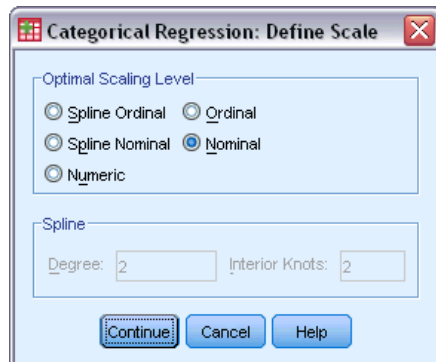 Categorical Regression: Define Scale
Optimal Scaling Level
Spline Ordinal Ordinal
Spline Nominal Nominal
Numeric
Spline
Degree: 2 Interior Knots: 2
Continue Cancel Help